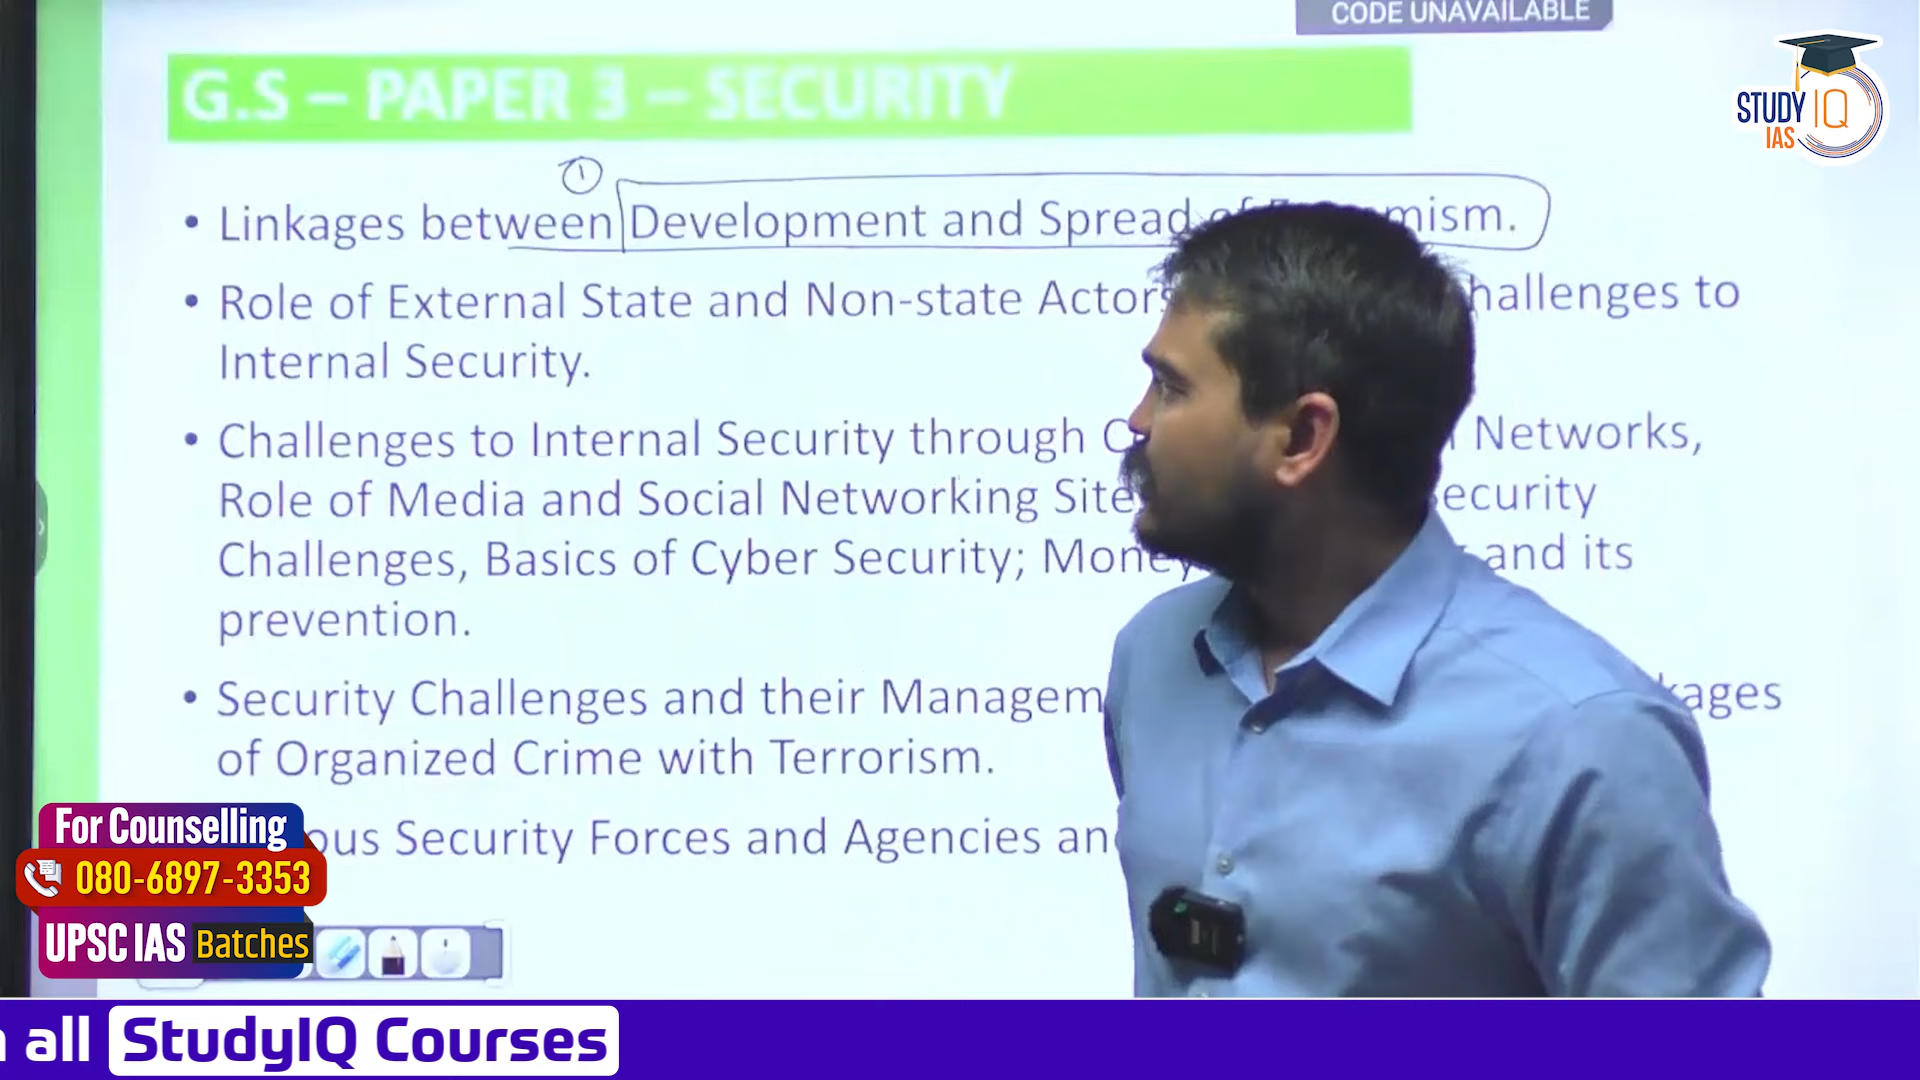 CODE UNAVAILABLE
STUDY IQ
IAS
G.S – PAPER 3 – SECURITY
1
• Linkages between Development and Spread of mism.
• Role of External State and Non-state Actors hallenges to
Internal Security.
• Challenges to Internal Security through C Networks,
Role of Media and Social Networking Site ecurity
Challenges, Basics of Cyber Security; Money and its
prevention.
• Security Challenges and their Managem kages
of Organized Crime with Terrorism.
ous Security Forces and Agencies an
For Counselling
080-6897-3353
UPSC IAS Batches
all StudyIQ Courses